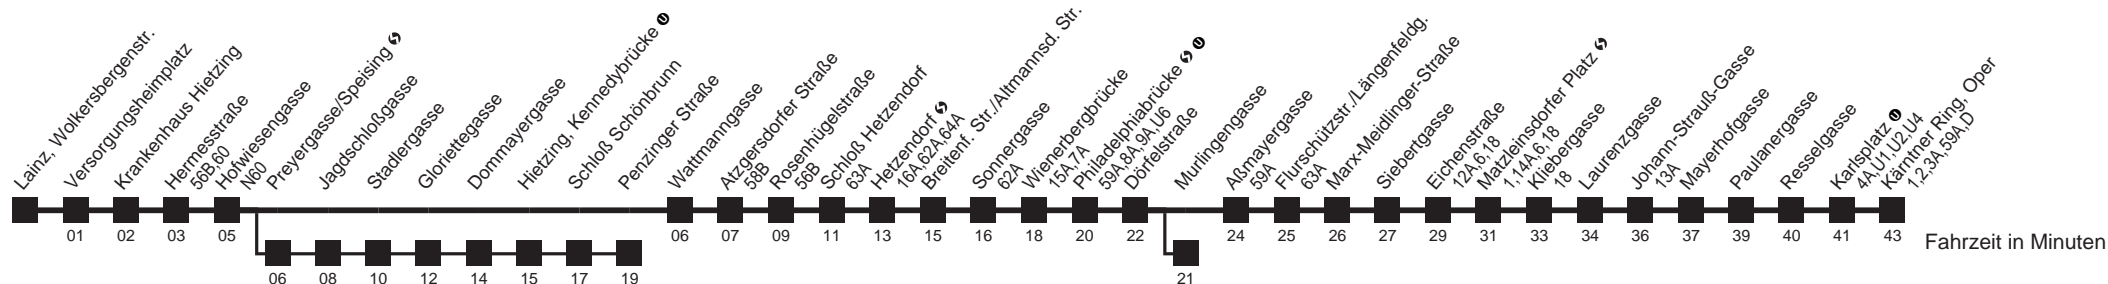 Lainz, Wolkersbergenstr.
Versorgungsheimplatz
Krankenhaus Hietzing
Hermesstraße
56B,60
Hofwiesengasse
N60
Preyergasse/Speising
Jagdschloßgasse
Stadlergasse
Gloriettegasse
Dommayergasse
Hietzing, Kennedybrücke U
Schloß Schönbrunn
Penzinger Straße
Wattmanngasse
Atzgersdorfer Straße
58B
Rosenhügelstraße
56B
Schloß Hetzendorf
63A
Hetzendorf
16A,62A,64A
Breitenf. Str./Altmannsd. Str.
Sonnergasse
62A
Wienerbergbrücke
15A,7A
Philadelphiabrücke U
59A,8A,9A,U6
Dörfelstraße
Murlingengasse
Aßmayergasse
59A
Flurschützstr./Längenfeldg.
63A
Marx-Meidlinger-Straße
Siebertgasse
Eichenstraße
12A,6,18
Matzleinsdorfer Platz
1,14A,6,18
Kliebergasse
18
Laurenzgasse
Johann-Strauß-Gasse
13A
Mayerhofgasse
Paulanergasse
Resselgasse
Karlsplatz U
4A,U1,U2,U4
Kärntner Ring, Oper
1,2,3A,59A,D
01 02 03 05 06 07 09 11 13 15 16 18 20 22 24 25 26 27 29 31 33 34 36 37 39 40 41 43
Fahrzeit in Minuten
06 08 10 12 14 15 17 19 21